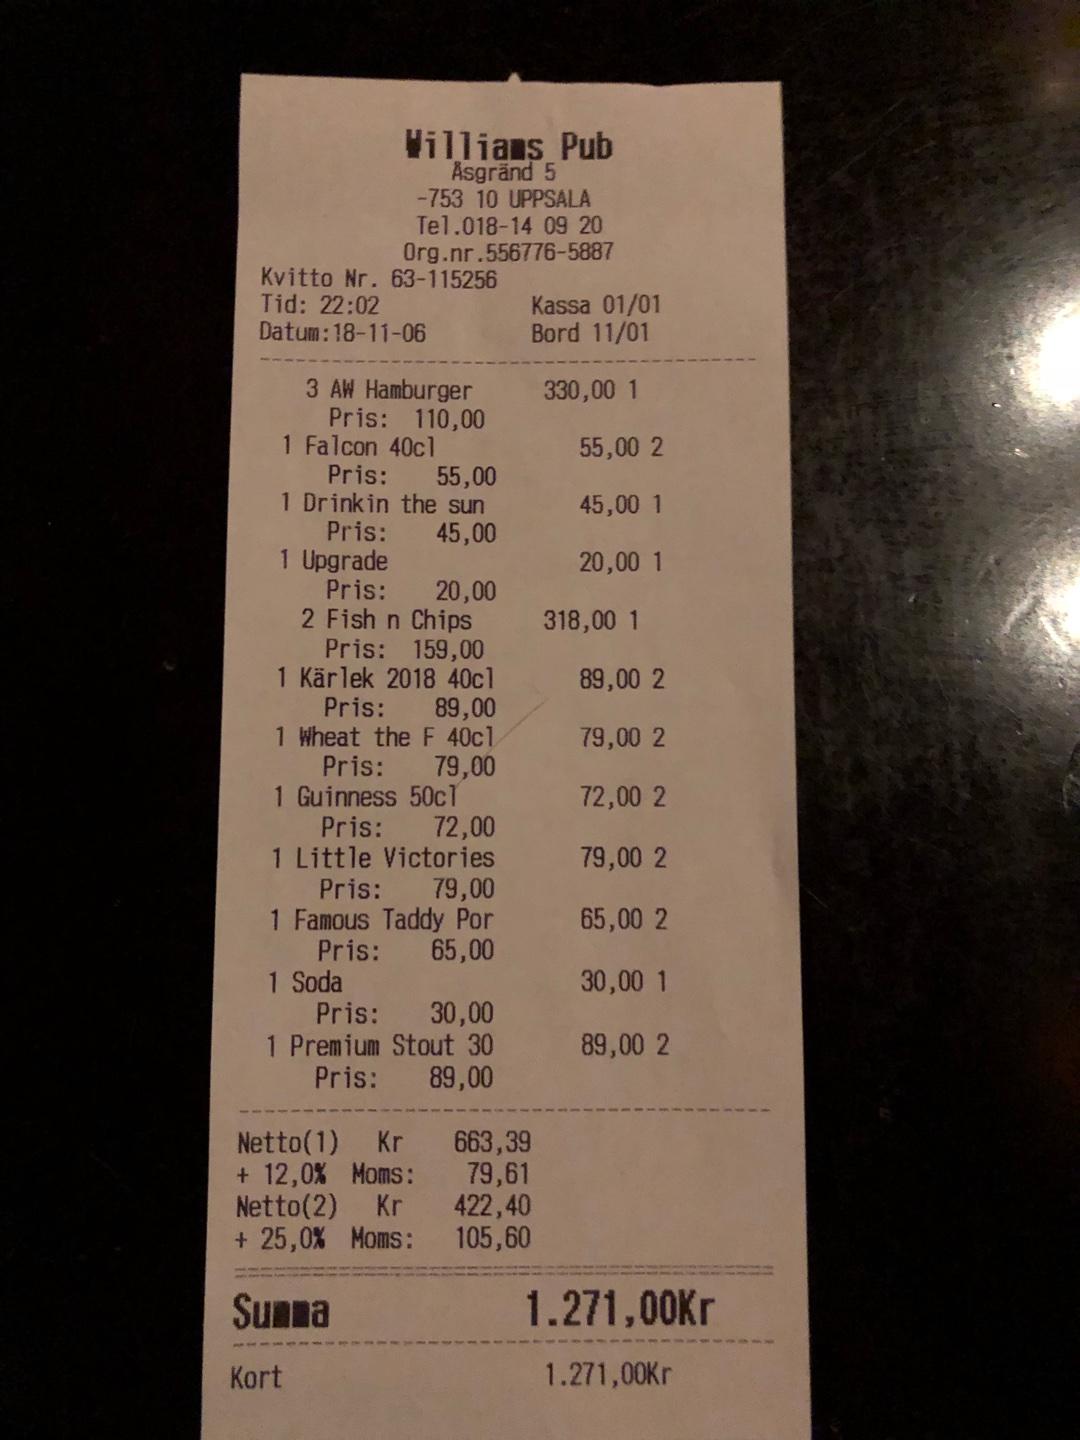 Williams Pub
Åsgränd 5
-753 10 UPPSALA
Tel.018-14 09 20
Org.nr.556776-5887
Kvitto Nr. 63-115256
Tid: 22:02 Kassa 01/01
Datum:18-11-06 Bord 11/01
3 AW Hamburger 330,00 1
Pris: 110,00
1 Falcon 40cl 55,00 2
Pris: 55,00
1 Drinkin the sun 45,00 1
Pris: 45,00
1 Upgrade 20,00 1
Pris: 20,00
2 Fish n Chips 318,00 1
Pris: 159,00
1 Kärlek 2018 40cl 89,00 2
Pris: 89,00
1 Wheat the F 40cl 79,00 2
Pris: 79,00
1 Guinness 50cl 72,00 2
Pris: 72,00
1 Little Victories 79,00 2
Pris: 79,00
1 Famous Taddy Por 65,00 2
Pris: 65,00
1 Soda 30,00 1
Pris: 30,00
1 Premium Stout 30 89,00 2
Pris: 89,00
Netto(1) Kr 663,39
+ 12,0% Moms: 79,61
Netto(2) Kr 422,40
+ 25,0% Moms: 105,60
Summa 1.271,00Kr
Kort 1.271,00Kr